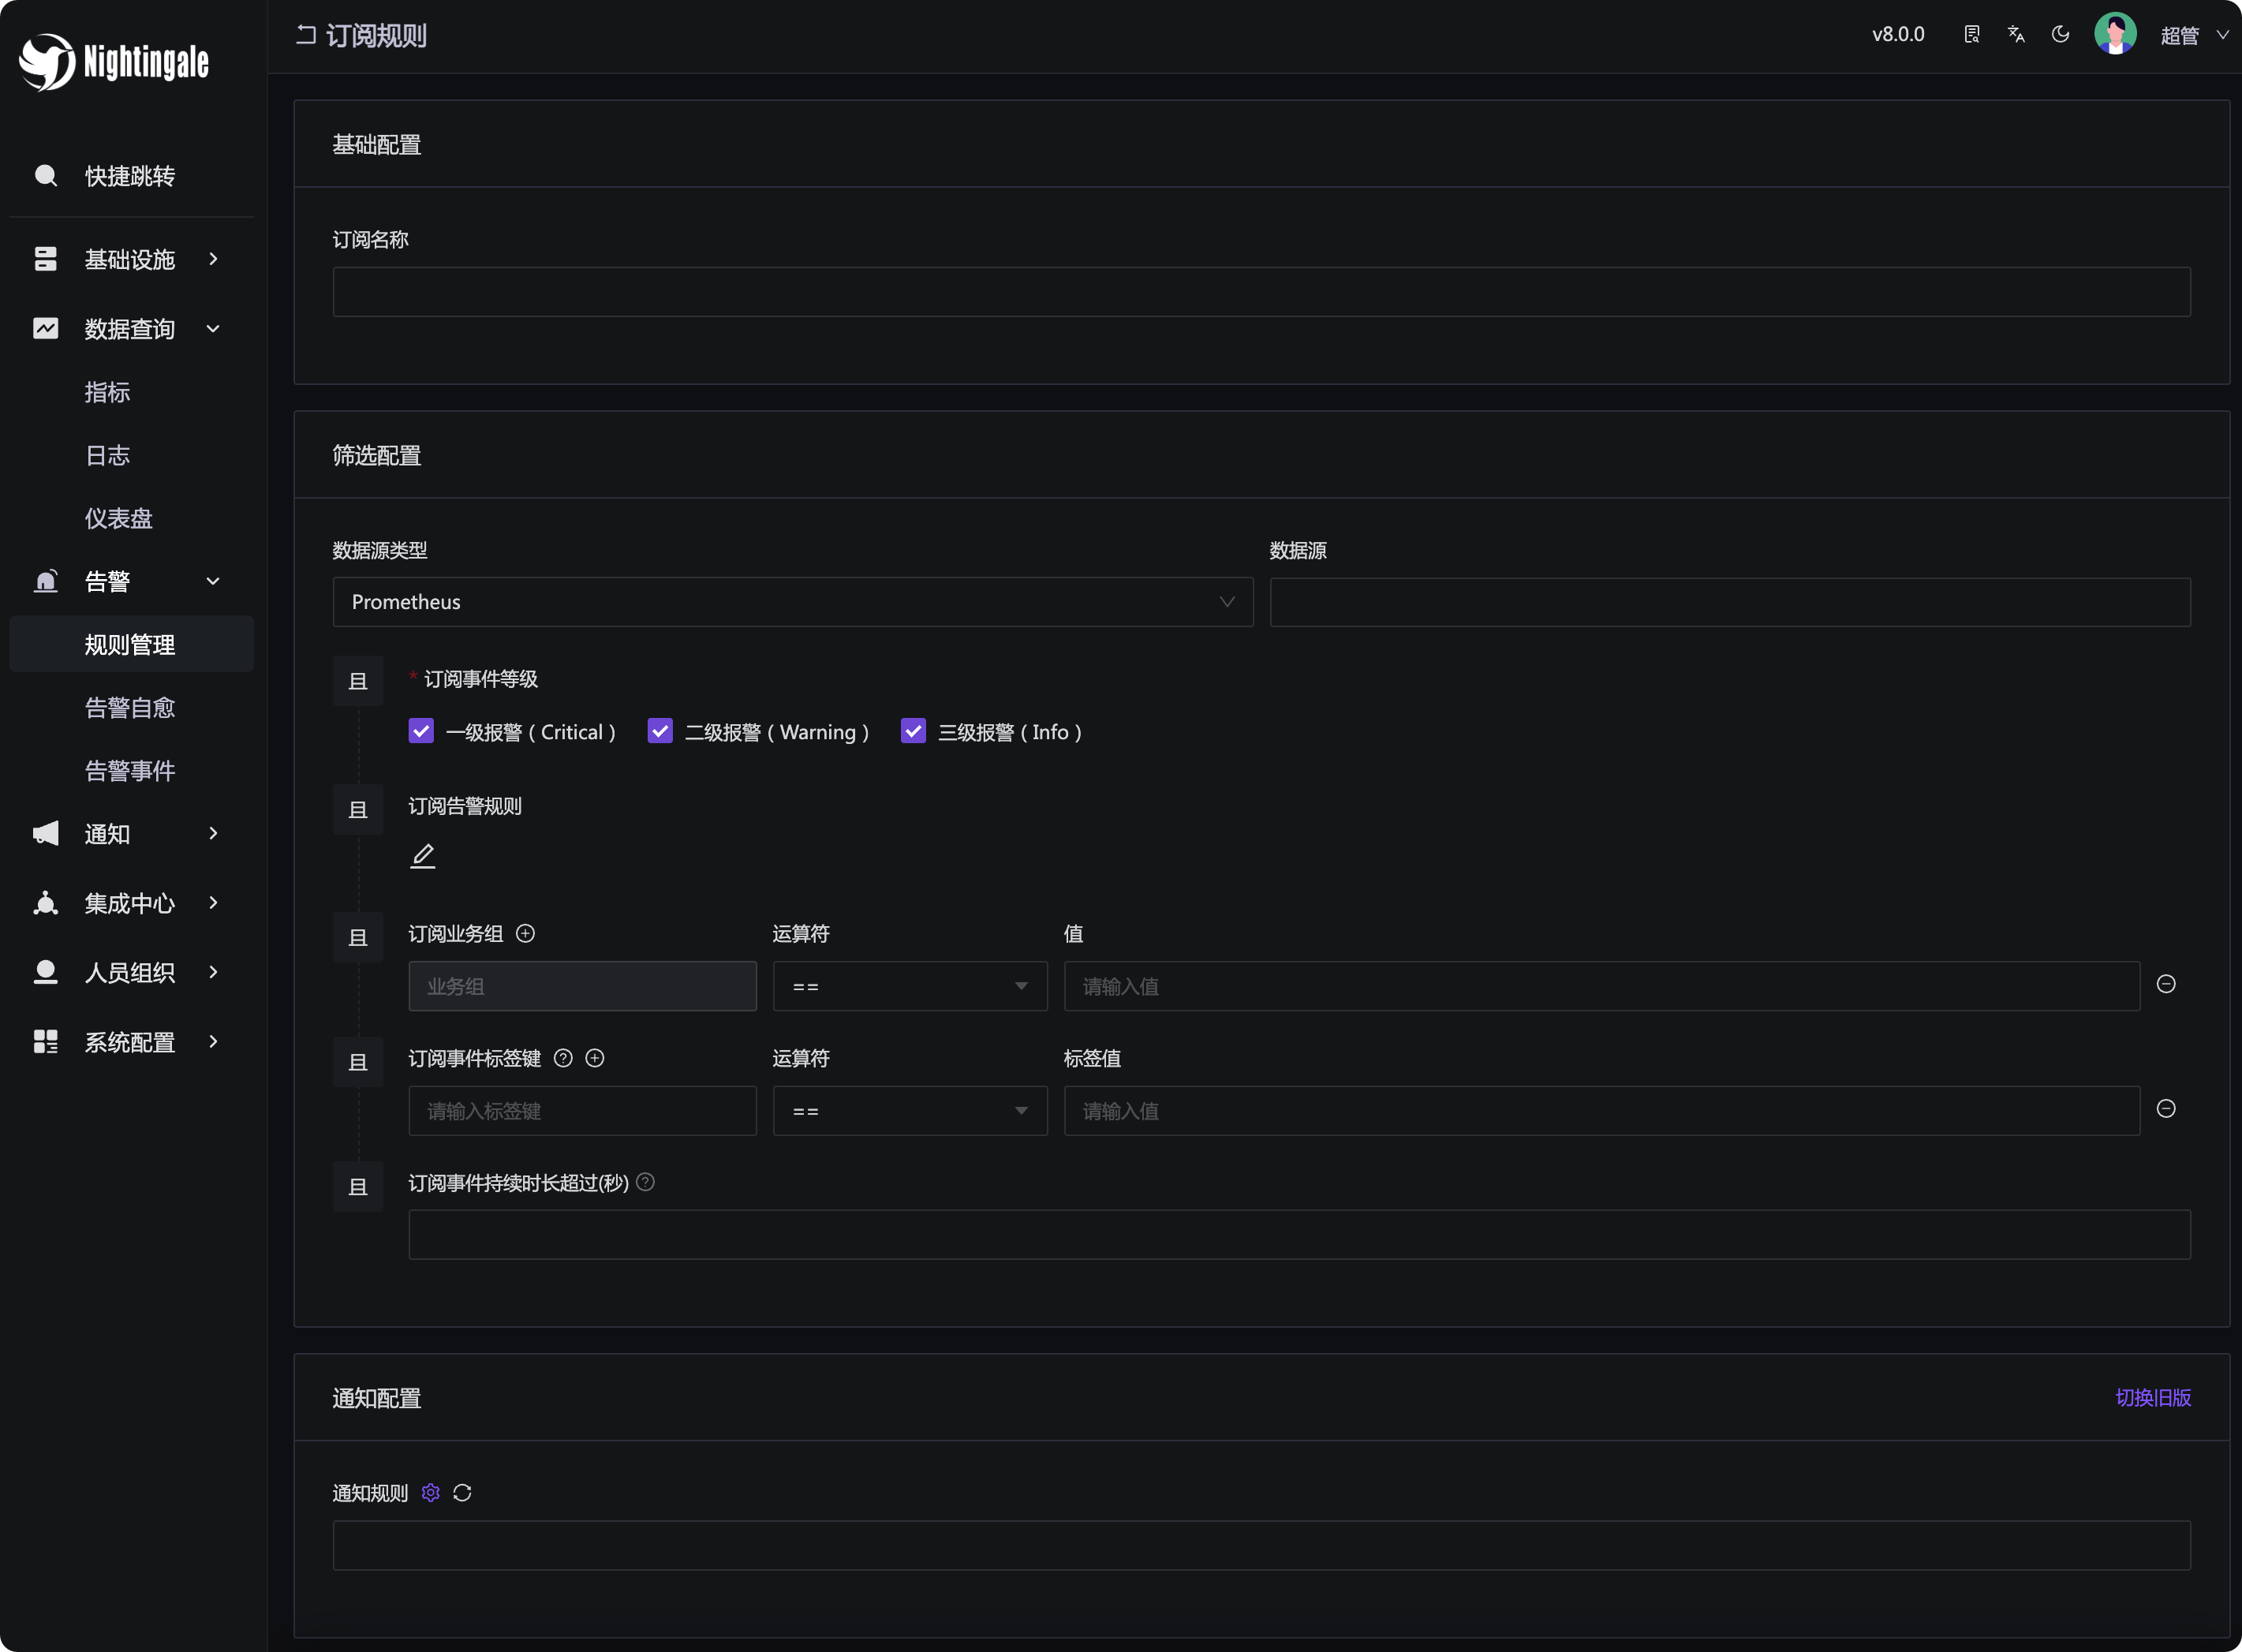 Nightingale
快捷跳转
基础设施
数据查询
指标
日志
仪表盘
告警
规则管理
告警自愈
告警事件
通知
集成中心
人员组织
系统配置
订阅规则
v8.0.0 超管
基础配置
订阅名称
筛选配置
数据源类型 数据源
Prometheus
且 * 订阅事件等级
一级报警 ( Critical ) 二级报警 ( Warning ) 三级报警 ( Info )
且 订阅告警规则
且 订阅业务组 运算符 值
业务组 == 请输入值
且 订阅事件标签键 运算符 标签值
请输入标签键 == 请输入值
且 订阅事件持续时长超过(秒)
通知配置 切换旧版
通知规则